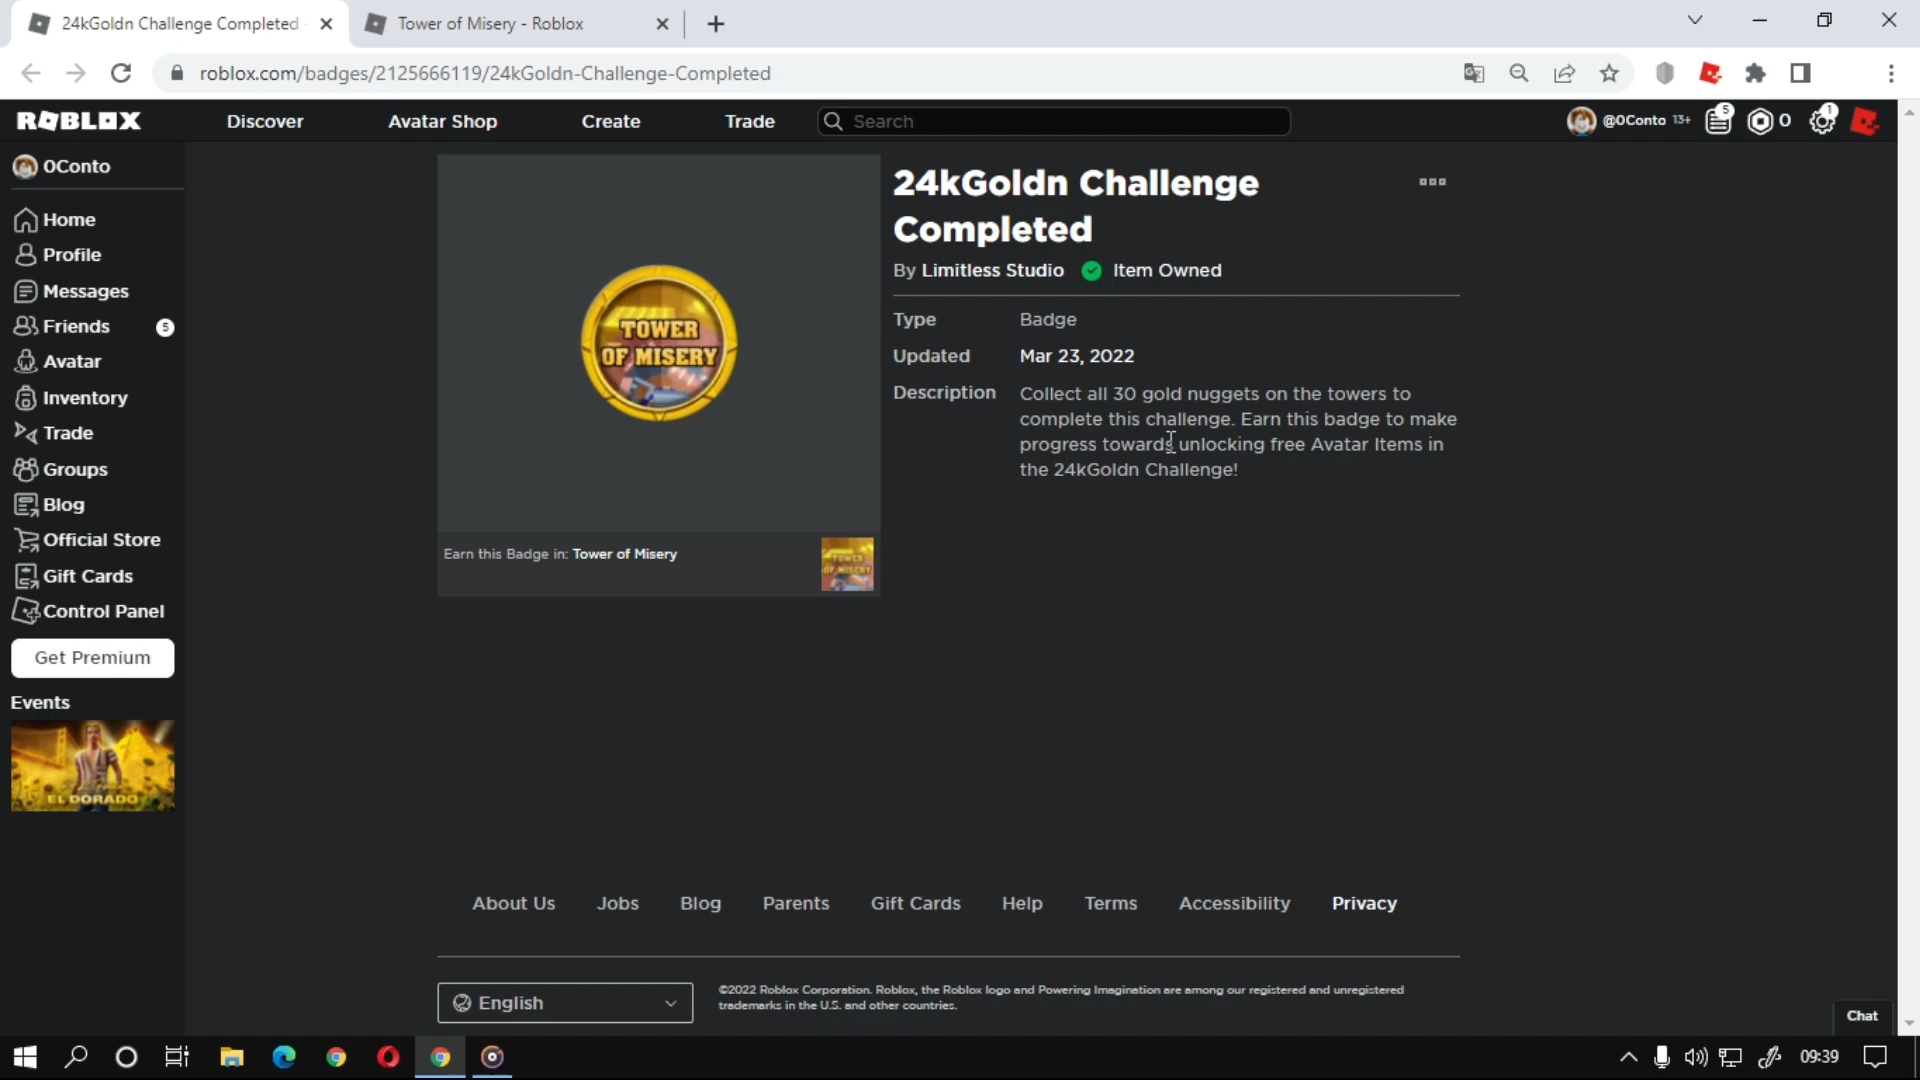 24kGoldn Challenge Completed
Tower of Misery - Roblox
roblox.com/badges/2125666119/24kGoldn-Challenge-Completed
ROBLOX
Discover
Avatar Shop
Create
Trade
Search
@0Conto 13+
5
0
1
0Conto
Home
Profile
Messages
Friends 5
Avatar
Inventory
Trade
Groups
Blog
Official Store
Gift Cards
Control Panel
Get Premium
Events
EL DORADO
TOWER
OF MISERY
Earn this Badge in: Tower of Misery
TOWER
OF MISERY
24kGoldn Challenge
Completed
By Limitless Studio Item Owned
Type Badge
Updated Mar 23, 2022
Description Collect all 30 gold nuggets on the towers to
complete this challenge. Earn this badge to make
progress towards unlocking free Avatar Items in
the 24kGoldn Challenge!
About Us Jobs Blog Parents Gift Cards Help Terms Accessibility Privacy
English
©2022 Roblox Corporation. Roblox, the Roblox logo and Powering Imagination are among our registered and unregistered
trademarks in the U.S. and other countries.
Chat
09:39